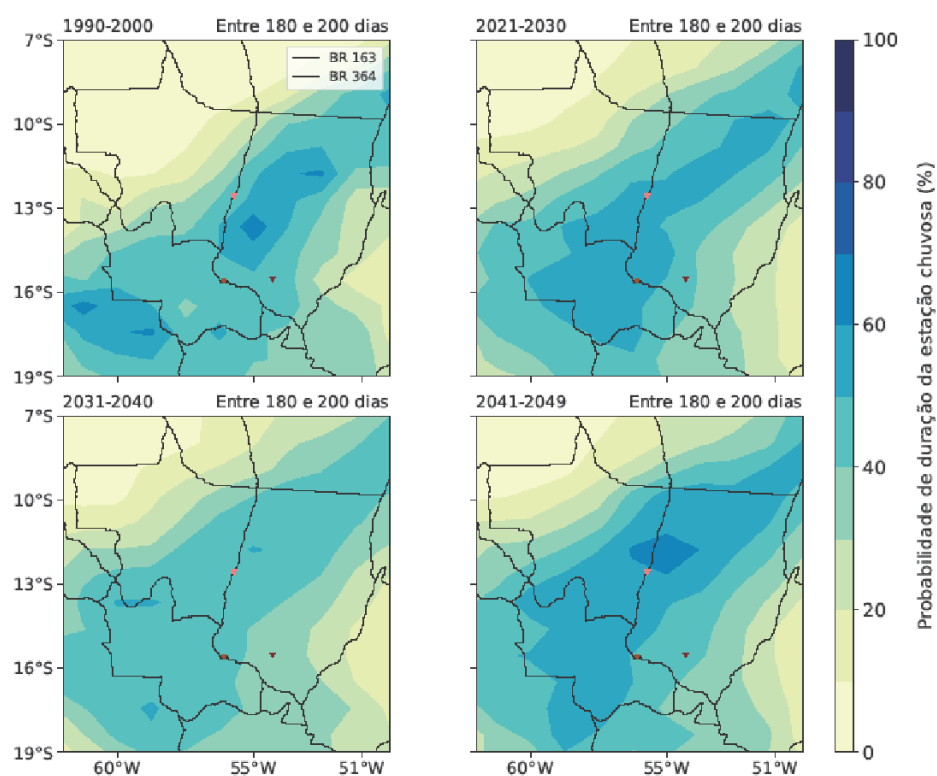 1990-2000 Entre 180 e 200 dias
2021-2030 Entre 180 e 200 dias
BR 163
BR 364
7°S
10°S
13°S
16°S
19°S
2031-2040 Entre 180 e 200 dias
2041-2049 Entre 180 e 200 dias
7°S
10°S
13°S
16°S
19°S
60°W 55°W 51°W
60°W 55°W 51°W
100
80
60
40
20
0
Probabilidade de duração da estação chuvosa (%)